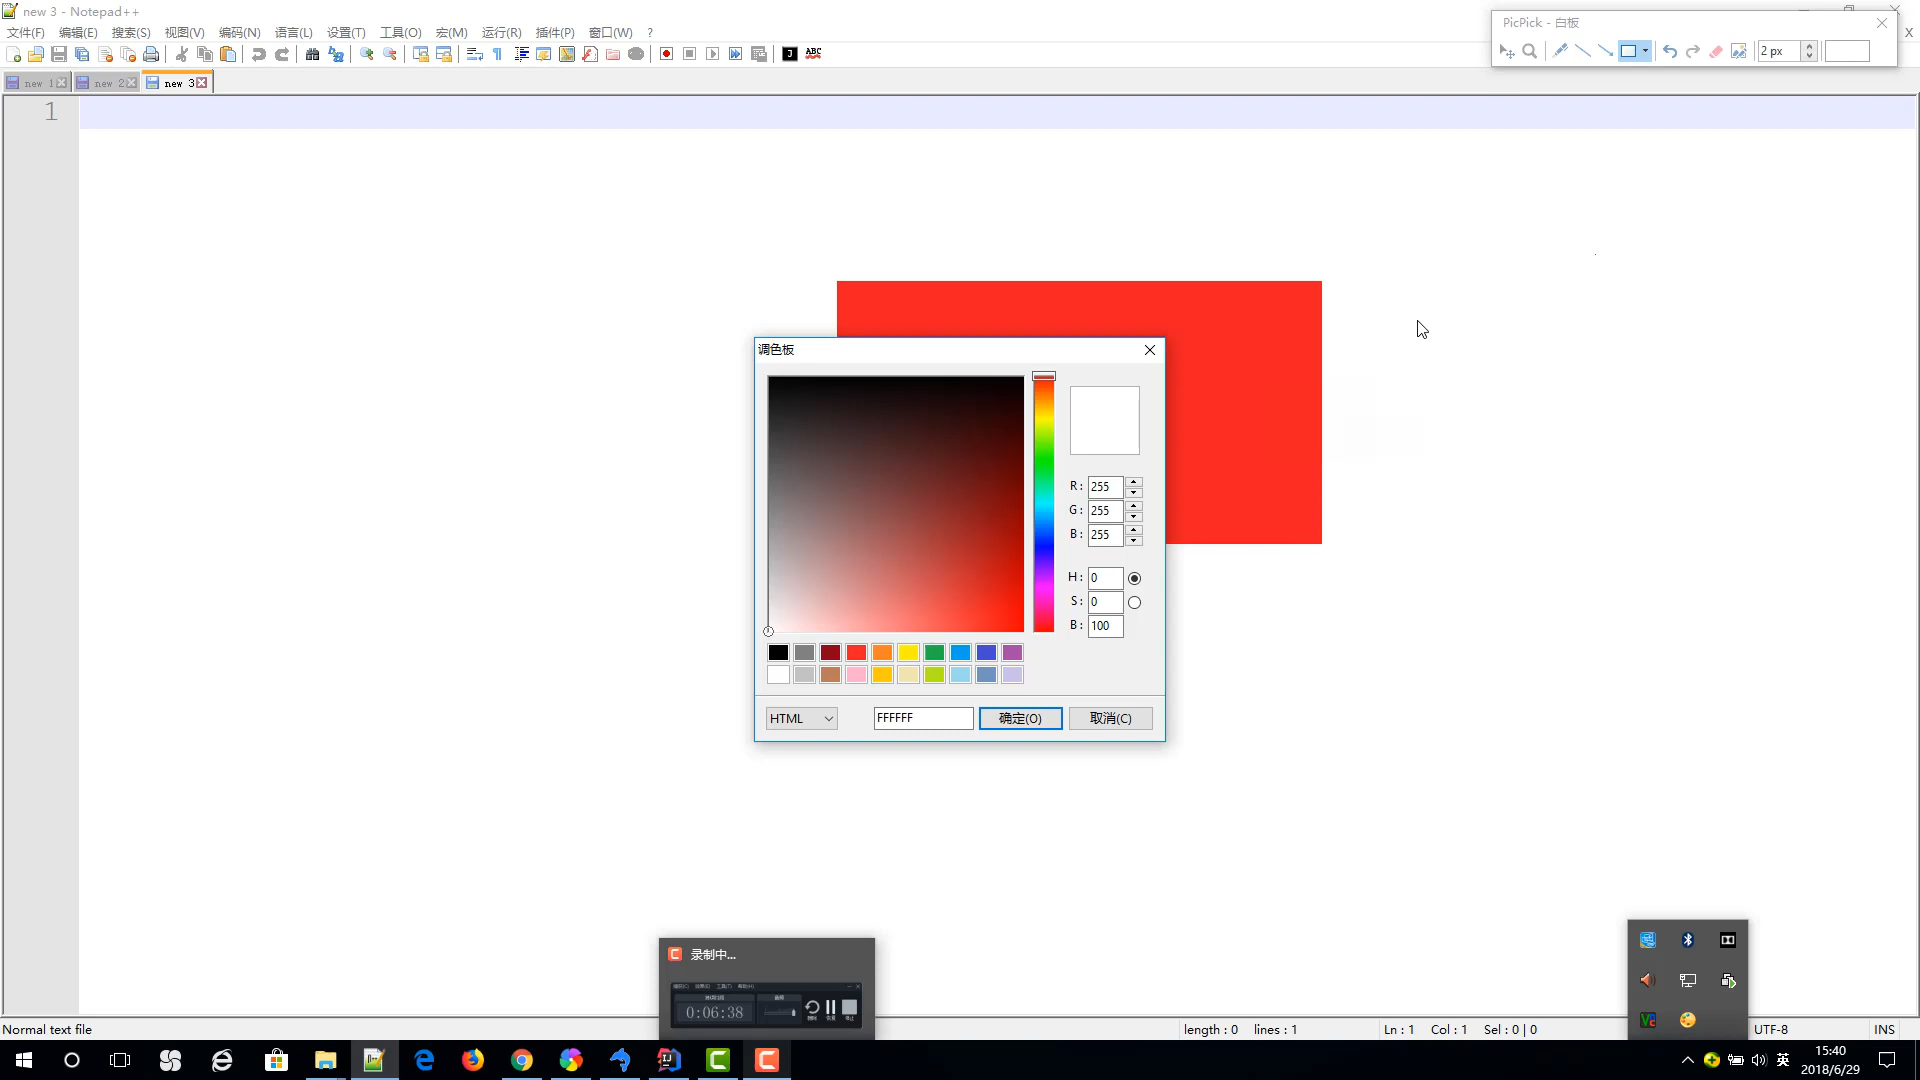 new 3 - Notepad++
文件(F) 编辑(E) 搜索(S) 视图(V) 编码(N) 语言(L) 设置(T) 工具(O) 宏(M) 运行(R) 插件(P) 窗口(W) ?
X
PicPick - 白板
2 px
ABC
new 1 new 2 new 3
1
调色板
R: 255
G: 255
B: 255
H: 0
S: 0
B: 100
HTML FFFFFF 确定(O) 取消(C)
录制中...
0:06:38
Normal text file length : 0 lines : 1 Ln : 1 Col : 1 Sel : 0 | 0 UTF-8 INS
英 15:40
2018/6/29